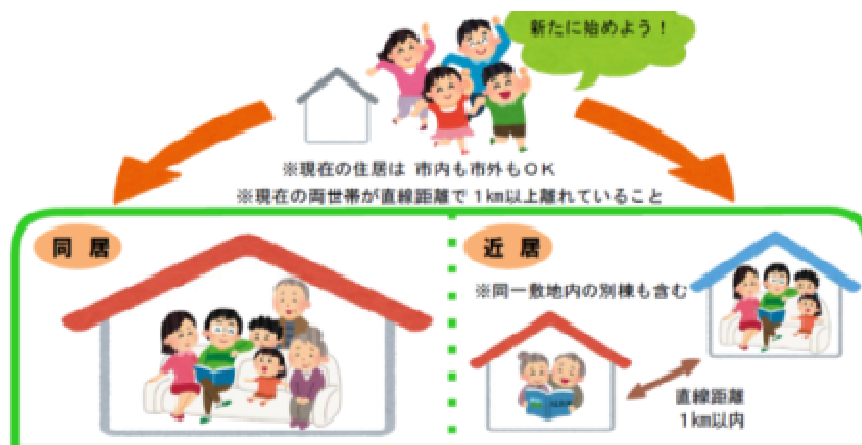 新たに始めよう！
※現在の住居は 市内も市外もＯＫ
※現在の両世帯が直線距離で1km以上離れていること
同 居
近 居
※同一敷地内の別棟も含む
直線距離
1km以内